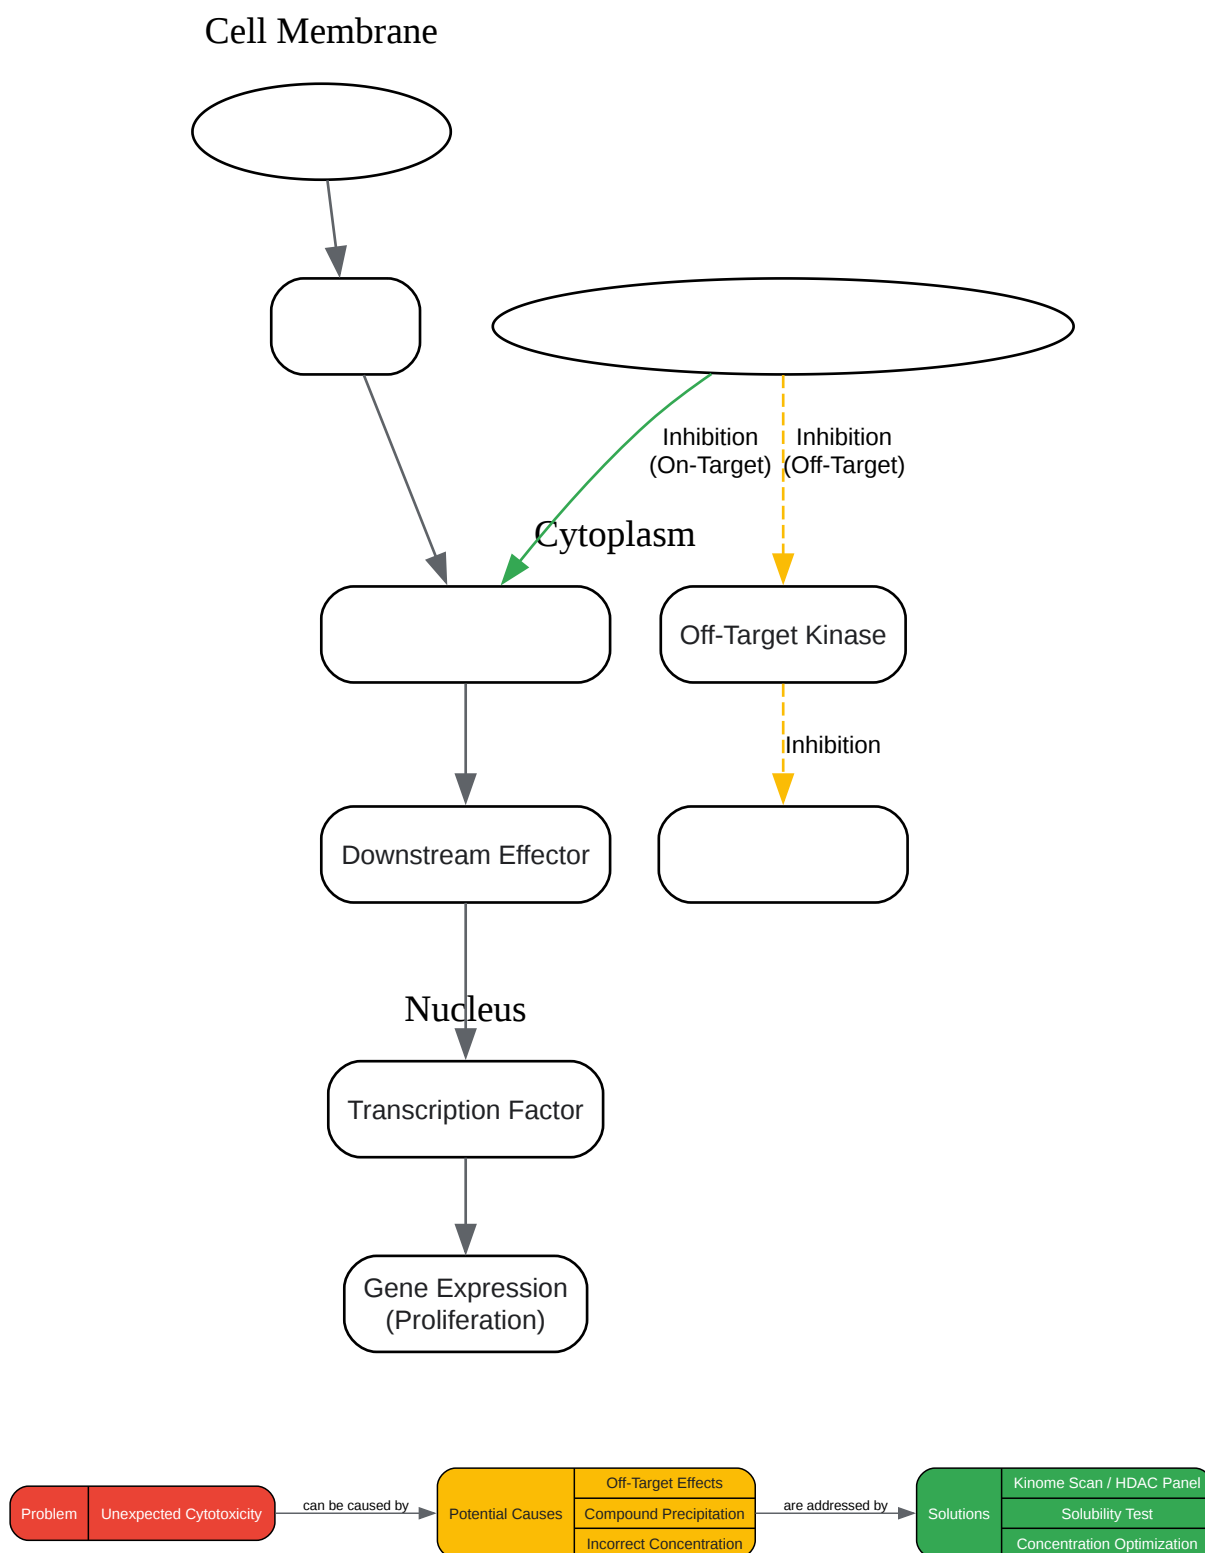 Cell Membrane
Inhibition
(On-Target)
Inhibition
(Off-Target)
Cytoplasm
Off-Target Kinase
Inhibition
Downstream Effector
Nucleus
Transcription Factor
Gene Expression
(Proliferation)
Problem
Unexpected Cytotoxicity
can be caused by
Potential Causes
Off-Target Effects
Compound Precipitation
Incorrect Concentration
are addressed by
Solutions
Kinome Scan / HDAC Panel
Solubility Test
Concentration Optimization